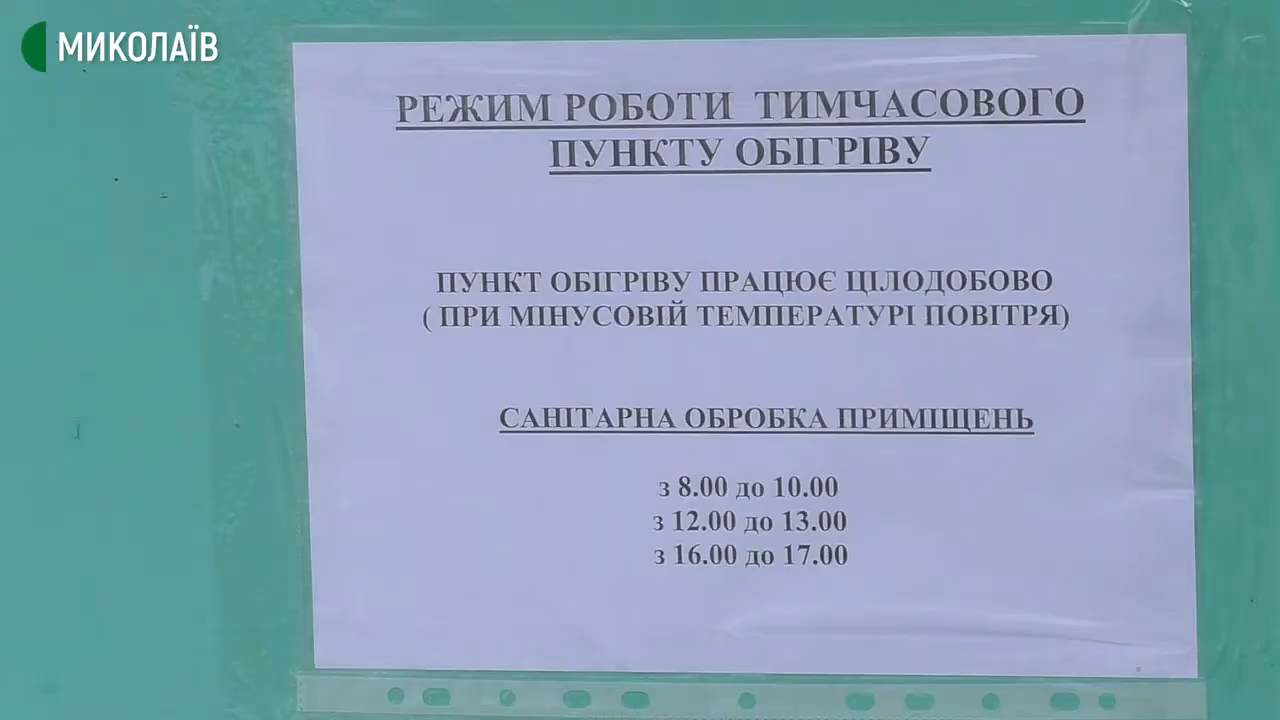 МИКОЛАЇВ
РЕЖИМ РОБОТИ ТИМЧАСОВОГО
ПУНКТУ ОБІГРІВУ
ПУНКТ ОБІГРІВУ ПРАЦЮЄ ЦІЛОДОБОВО
( ПРИ МІНУСОВІЙ ТЕМПЕРАТУРІ ПОВІТРЯ)
САНІТАРНА ОБРОБКА ПРИМІЩЕНЬ
з 8.00 до 10.00
з 12.00 до 13.00
з 16.00 до 17.00